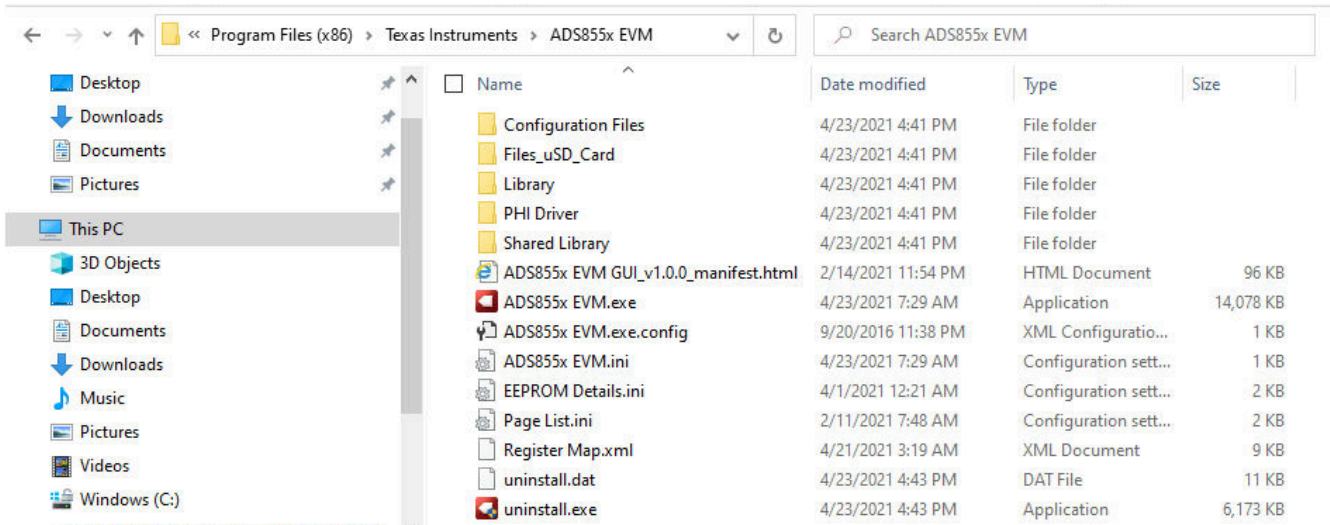 « Program Files (x86) › Texas Instruments › ADS855x EVM
Search ADS855x EVM
Desktop
Downloads
Documents
Pictures
This PC
3D Objects
Desktop
Documents
Downloads
Music
Pictures
Videos
Windows (C:)
Name Date modified Type Size
Configuration Files 4/23/2021 4:41 PM File folder
Files_uSD_Card 4/23/2021 4:41 PM File folder
Library 4/23/2021 4:41 PM File folder
PHI Driver 4/23/2021 4:41 PM File folder
Shared Library 4/23/2021 4:41 PM File folder
ADS855x EVM GUI_v1.0.0_manifest.html 2/14/2021 11:54 PM HTML Document 96 KB
ADS855x EVM.exe 4/23/2021 7:29 AM Application 14,078 KB
ADS855x EVM.exe.config 9/20/2016 11:38 PM XML Configuratio... 1 KB
ADS855x EVM.ini 4/23/2021 7:29 AM Configuration sett... 1 KB
EEPROM Details.ini 4/1/2021 12:21 AM Configuration sett... 2 KB
Page List.ini 2/11/2021 7:48 AM Configuration sett... 2 KB
Register Map.xml 4/21/2021 3:19 AM XML Document 9 KB
uninstall.dat 4/23/2021 4:43 PM DAT File 11 KB
uninstall.exe 4/23/2021 4:43 PM Application 6,173 KB